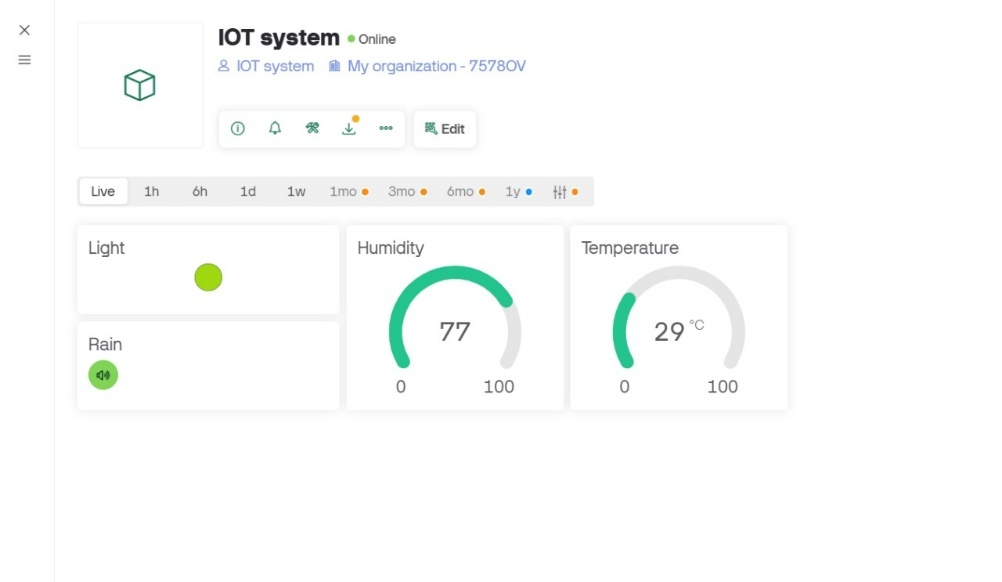 IOT system Online
IOT system My organization - 7578OV
Edit
Live 1h 6h 1d 1w 1mo 3mo 6mo 1y
Light
Humidity
Temperature
77
29 °C
Rain
0 100
0 100